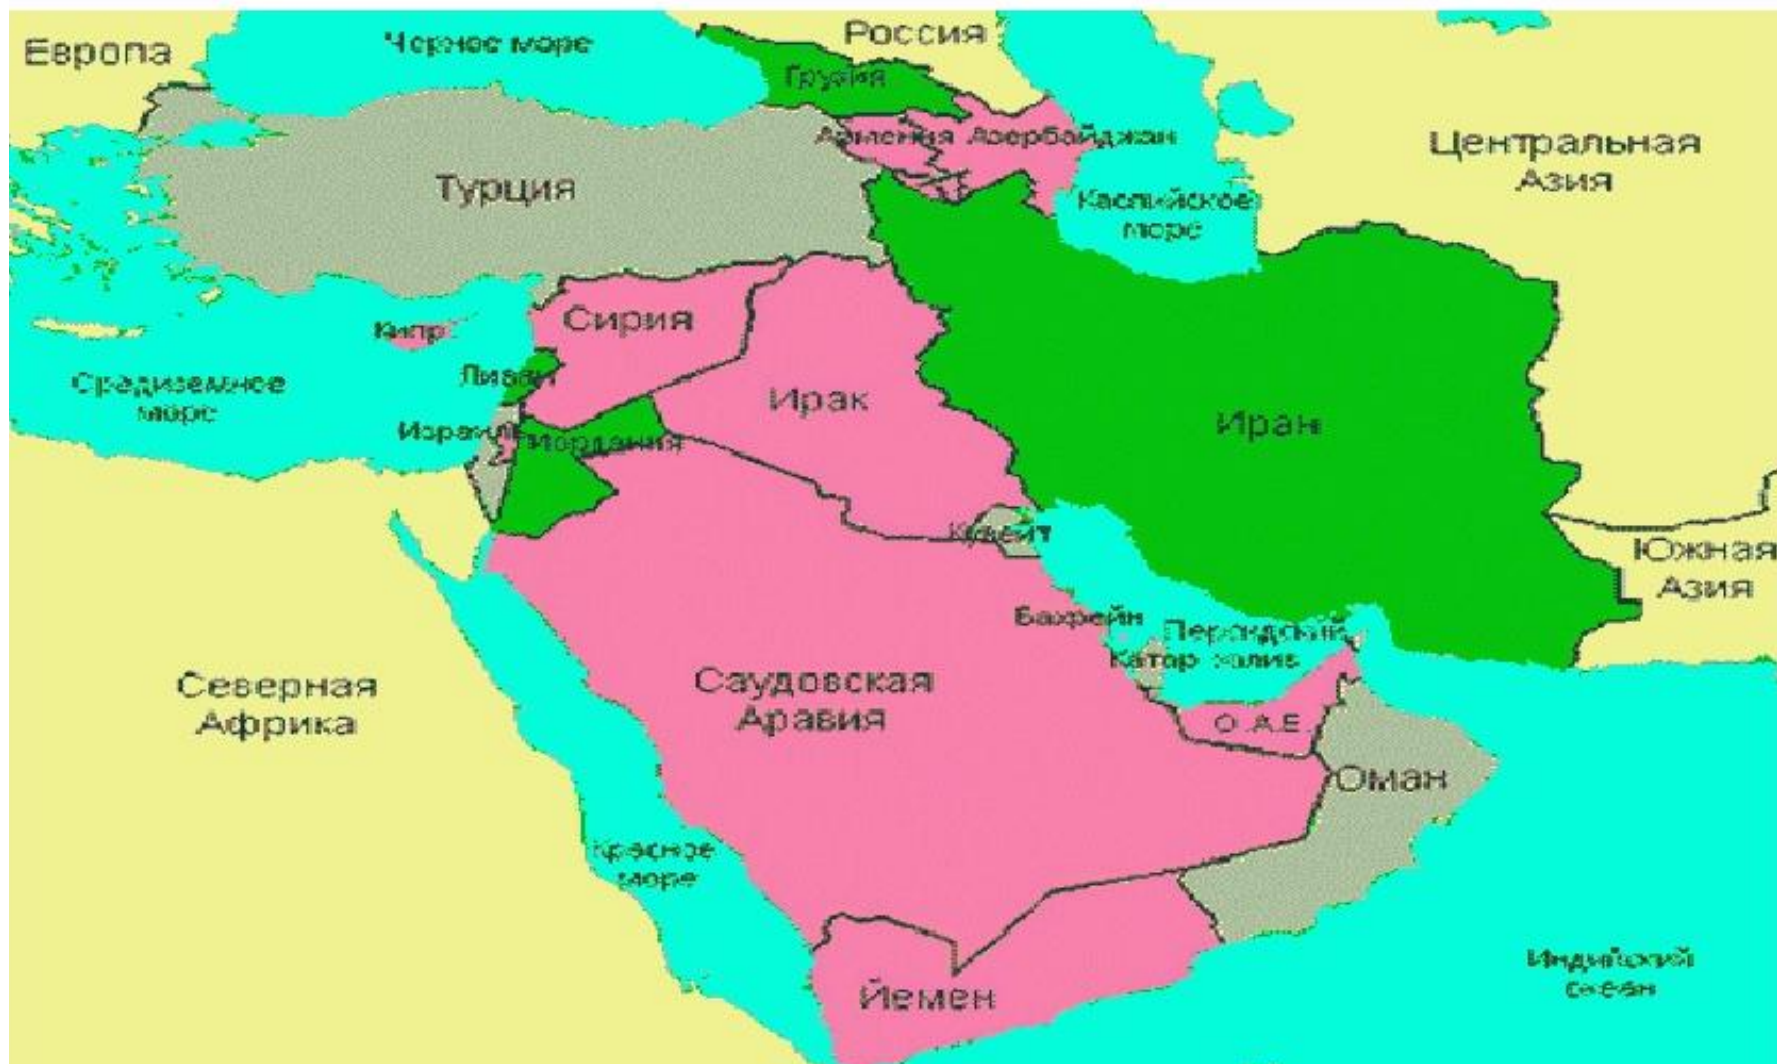 Россия
Европа
Черное море
Грузия
Армения
Азербайджан
Центральная
Азия
Турция
Каспийское
море
Сирия
Кипр
Ливан
Средиземное
море
Ирак
Иран
Израиль
Иордания
Кувейт
Южная
Азия
Бахрейн
Персидский
Катар
залив
Северная
Африка
Саудовская
Аравия
О.А.Е.
Оман
Красное
море
Индийский
океан
Йемен